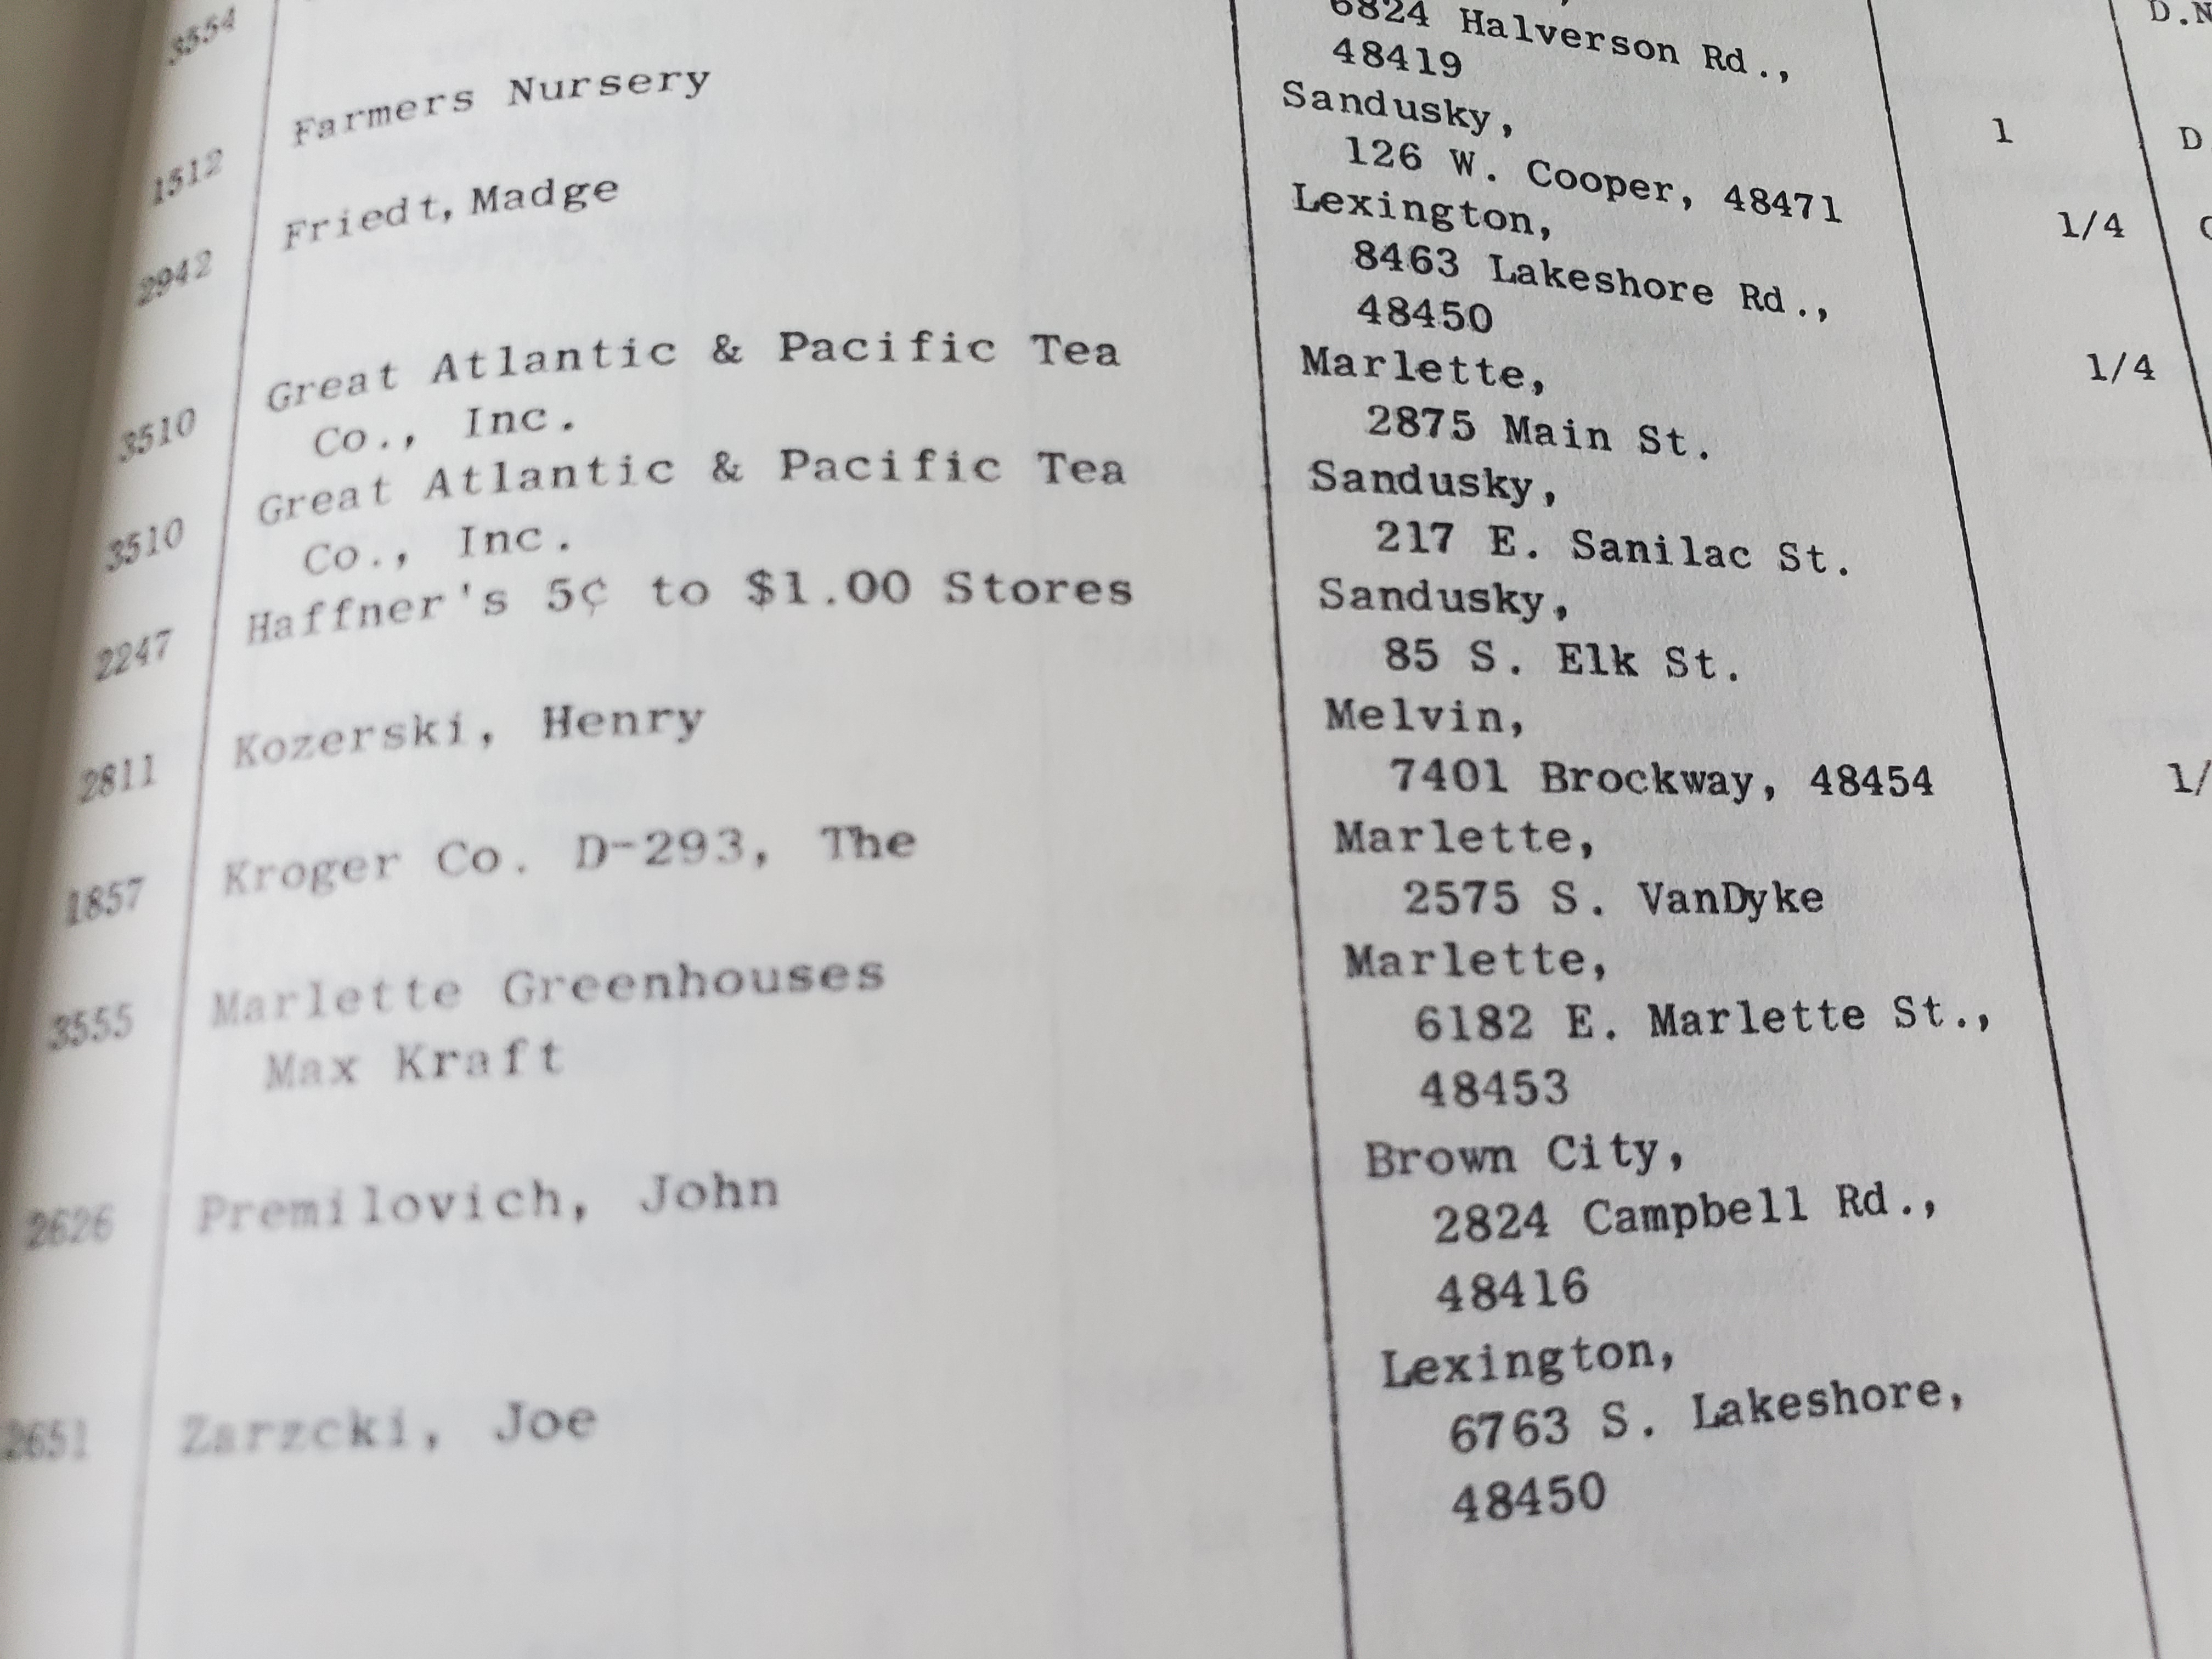 3554
6824 Halverson Rd.,
48419 1 D
1512 Farmers Nursery Sandusky, 1/4
126 W. Cooper, 48471
2942 Friedt, Madge Lexington, 1/4
8463 Lakeshore Rd.,
48450
3510 Great Atlantic & Pacific Tea Marlette,
Co., Inc. 2875 Main St.
3510 Great Atlantic & Pacific Tea Sandusky,
Co., Inc. 217 E. Sanilac St.
2247 Haffner's 5¢ to $1.00 Stores Sandusky,
85 S. Elk St.
2811 Kozerski, Henry Melvin, 1/
7401 Brockway, 48454
1857 Kroger Co. D-293, The Marlette,
2575 S. VanDyke
3555 Marlette Greenhouses Marlette,
Max Kraft 6182 E. Marlette St.,
48453
2626 Premilovich, John Brown City,
2824 Campbell Rd.,
48416
2651 Zarzcki, Joe Lexington,
6763 S. Lakeshore,
48450